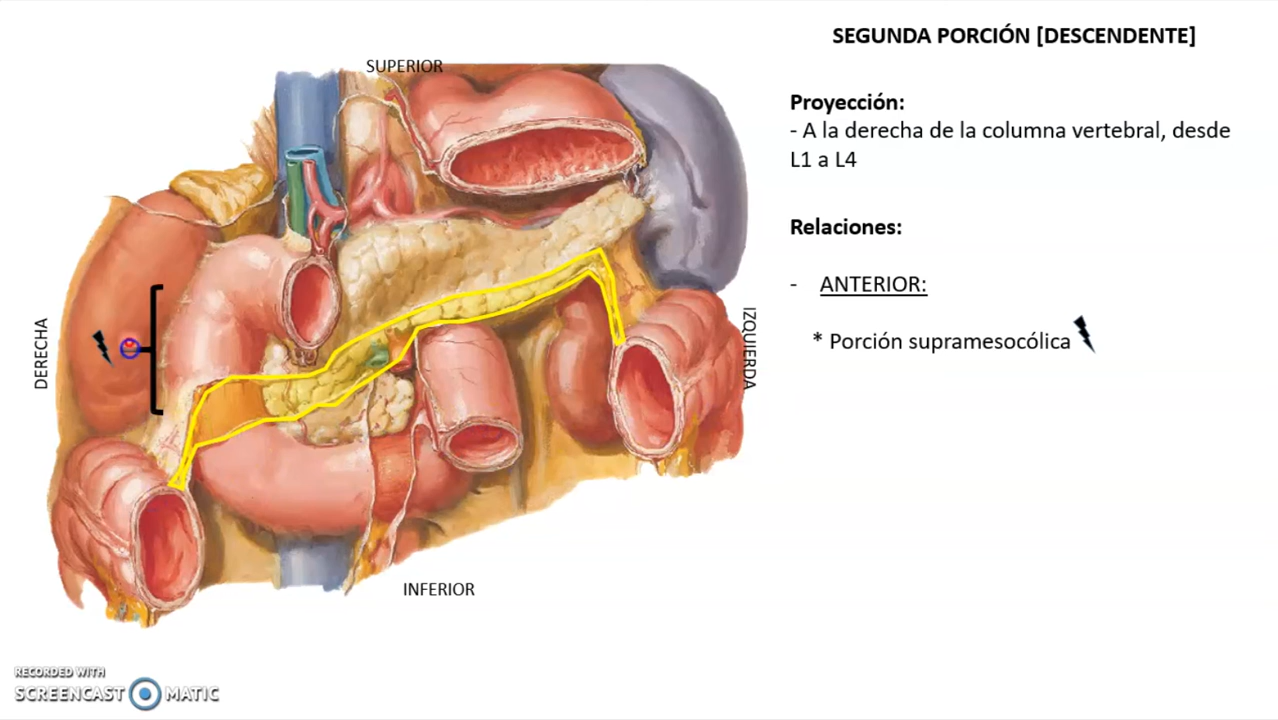 SEGUNDA PORCIÓN [DESCENDENTE]
SUPERIOR
Proyección:
- A la derecha de la columna vertebral, desde
L1 a L4
Relaciones:
- ANTERIOR:
* Porción supramesocólica
DERECHA
IZQUIERDA
INFERIOR
RECORDED WITH
SCREENCAST MATIC